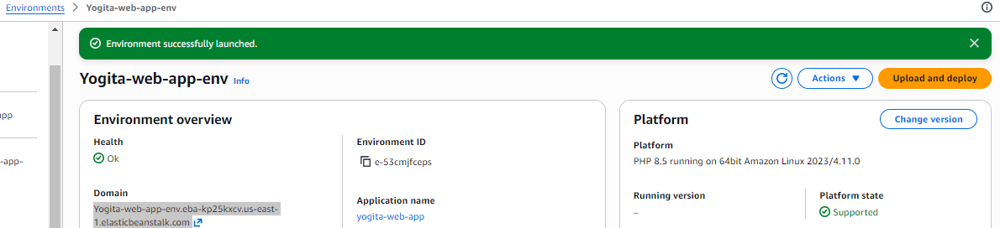 Environments > Yogita-web-app-env
Environment successfully launched.
Yogita-web-app-env Info
Actions
Upload and deploy
Environment overview
Health
Ok
Domain
Yogita-web-app-env.eba-kp25kxcv.us-east-
1.elasticbeanstalk.com
Environment ID
e-53cmjfceps
Application name
yogita-web-app
Platform
Change version
Platform
PHP 8.5 running on 64bit Amazon Linux 2023/4.11.0
Running version
–
Platform state
Supported
app
-app-